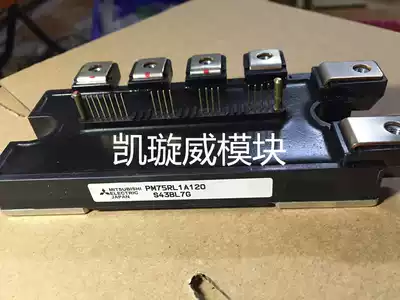 凯璇威模块
MITSUBISHI
ELECTRIC
JAPAN
PM75RL1A120
S43BL7G